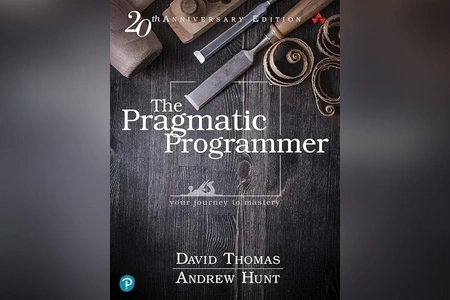 20th Anniversary Edition
The
Pragmatic
Programmer
your journey to mastery
David Thomas
Andrew Hunt
P